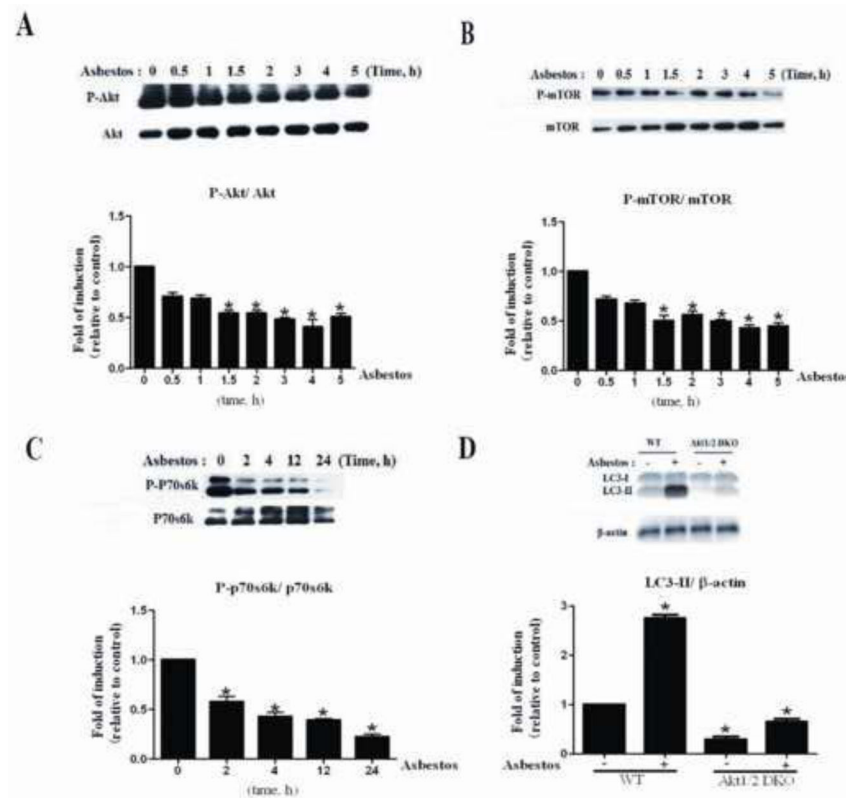 A
Asbestos : 0 0.5 1 1.5 2 3 4 5 (Time, h)
P-Akt
Akt
P-Akt/ Akt
Fold of induction
(relative to control)
1.5
1.0
0.5
0.0
0 0.5 1 1.5 2 3 4 5 Asbestos
(time, h)
* * * * *
B
Asbestos : 0 0.5 1 1.5 2 3 4 5 (Time, h)
P-mTOR
mTOR
P-mTOR/ mTOR
Fold of induction
(relative to control)
1.5
1.0
0.5
0.0
0 0.5 1 1.5 2 3 4 5 Asbestos
(time, h)
* * * * *
C
Asbestos : 0 2 4 12 24 (Time, h)
P-P70s6k
P70s6k
P-p70s6k/ p70s6k
Fold of induction
(relative to control)
1.5
1.0
0.5
0.0
0 2 4 12 24 Asbestos
(time, h)
* * * *
D
WT Akt1/2 DKO
Asbestos : - + - +
LC3-I
LC3-II
β-actin
LC3-II/ β-actin
Fold of induction
(relative to control)
3
2
1
0
* * *
Asbestos - + - +
WT Akt1/2 DKO